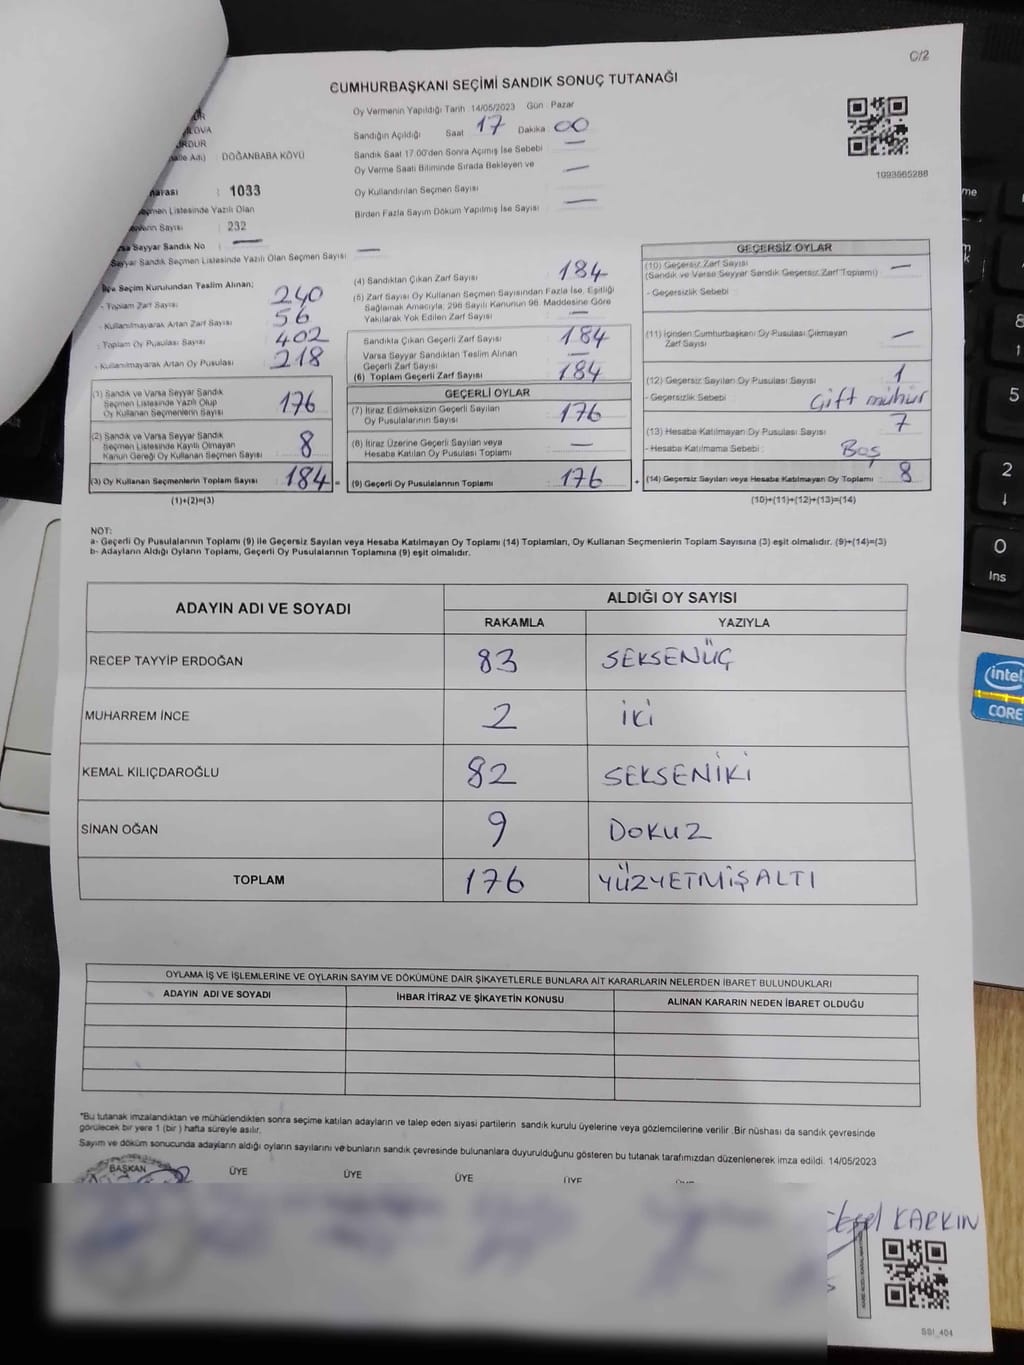 C/2
CUMHURBAŞKANI SEÇİMİ SANDIK SONUÇ TUTANAĞI
Oy Vermenin Yapıldığı Tarih 14/05/2023 Gün Pazar
Sandığın Açıldığı Saat 17 Dakika 00
Sandık Saat 17.00'den Sonra Açımış İse Sebebi —
Oy Verme Saati Bitiminde Sırada Bekleyen ve
Oy Kullandırılan Seçmen Sayısı —
Birden Fazla Sayım Döküm Yapılmış İse Sayısı —
1093665288
LOVA
DOĞANBABA KÖYÜ
1033
Seçmen Listesinde Yazılı Olan
Sayısı : 232
Varsa Seyyar Sandık No —
Seyyar Sandık Seçmen Listesinde Yazılı Olan Seçmen Sayısı —
İlçe Seçim Kurulundan Teslim Alınan;
- Toplam Zarf Sayısı 240
- Kullanılmayarak Artan Zarf Sayısı 56
- Toplam Oy Pusulası Sayısı 402
- Kullanılmayarak Artan Oy Pusulası 218
(1) Sandık ve Varsa Seyyar Sandık
Seçmen Listesinde Yazılı Olup
Oy Kullanan Seçmenlerin Sayısı 176
(2) Sandık ve Varsa Seyyar Sandık
Seçmen Listesinde Kayıtlı Olmayan
Kanun Gereği Oy Kullanan Seçmen Sayısı 8
(3) Oy Kullanan Seçmenlerin Toplam Sayısı 184 =
(1)+(2)=(3)
(4) Sandıktan Çıkan Zarf Sayısı 184
(5) Zarf Sayısı Oy Kullanan Seçmen Sayısından Fazla İse, Eşitliği
Sağlamak Amacıyla; 298 Sayılı Kanunun 98. Maddesine Göre
Yakılarak Yok Edilen Zarf Sayısı —
Sandıkta Çıkan Geçerli Zarf Sayısı 184
Varsa Seyyar Sandıktan Teslim Alınan
Geçerli Zarf Sayısı —
(6) Toplam Geçerli Zarf Sayısı 184
GEÇERLİ OYLAR
(7) İtiraz Edilmeksizin Geçerli Sayılan
Oy Pusulalarının Sayısı 176
(8) İtiraz Üzerine Geçerli Sayılan veya
Hesaba Katılan Oy Pusulası Toplamı —
(9) Geçerli Oy Pusulalarının Toplamı 176 +
GEÇERSİZ OYLAR
(10) Geçersiz Zarf Sayısı —
(Sandık ve Varsa Seyyar Sandık Geçersiz Zarf Toplamı)
- Geçersizlik Sebebi :
(11) İçinden Cumhurbaşkanı Oy Pusulası Çıkmayan
Zarf Sayısı —
(12) Geçersiz Sayılan Oy Pusulası Sayısı 1
- Geçersizlik Sebebi Çift mühür
(13) Hesaba Katılmayan Oy Pusulası Sayısı 7
- Hesaba Katılmama Sebebi : Boş
(14) Geçersiz Sayılan veya Hesaba Katılmayan Oy Toplamı 8
(10)+(11)+(12)+(13)=(14)
NOT:
a- Geçerli Oy Pusulalarının Toplamı (9) ile Geçersiz Sayılan veya Hesaba Katılmayan Oy Toplamı (14) Toplamları, Oy Kullanan Seçmenlerin Toplam Sayısına (3) eşit olmalıdır. (9)+(14)=(3)
b- Adayların Aldığı Oyların Toplamı, Geçerli Oy Pusulalarının Toplamına (9) eşit olmalıdır.
ADAYIN ADI VE SOYADI ALDIĞI OY SAYISI
RAKAMLA YAZIYLA
RECEP TAYYİP ERDOĞAN 83 SEKSENÜÇ
MUHARREM İNCE 2 İKİ
KEMAL KILIÇDAROĞLU 82 SEKSENİKİ
SİNAN OĞAN 9 DOKUZ
TOPLAM 176 YÜZYETMİŞALTI
OYLAMA İŞ VE İŞLEMLERİNE VE OYLARIN SAYIM VE DÖKÜMÜNE DAİR ŞİKAYETLERLE BUNLARA AİT KARARLARIN NELERDEN İBARET BULUNDUKLARI
ADAYIN ADI VE SOYADI İHBAR İTİRAZ VE ŞİKAYETİN KONUSU ALINAN KARARIN NEDEN İBARET OLDUĞU
*Bu tutanak imzalandıktan ve mühürlendikten sonra seçime katılan adayların ve talep eden siyasi partilerin sandık kurulu üyelerine veya gözlemcilerine verilir. Bir nüshası da sandık çevresinde
görülecek bir yere 1 (bir ) hafta süreyle asılır.
Sayım ve döküm sonucunda adayların aldığı oyların sayılarını ve bunların sandık çevresinde bulunanlara duyurulduğunu gösteren bu tutanak tarafımızdan düzenlenerek imza edildi. 14/05/2023
BAŞKAN ÜYE ÜYE ÜYE ÜYE
KARKIN
SSI_404
intel
CORE
Ins